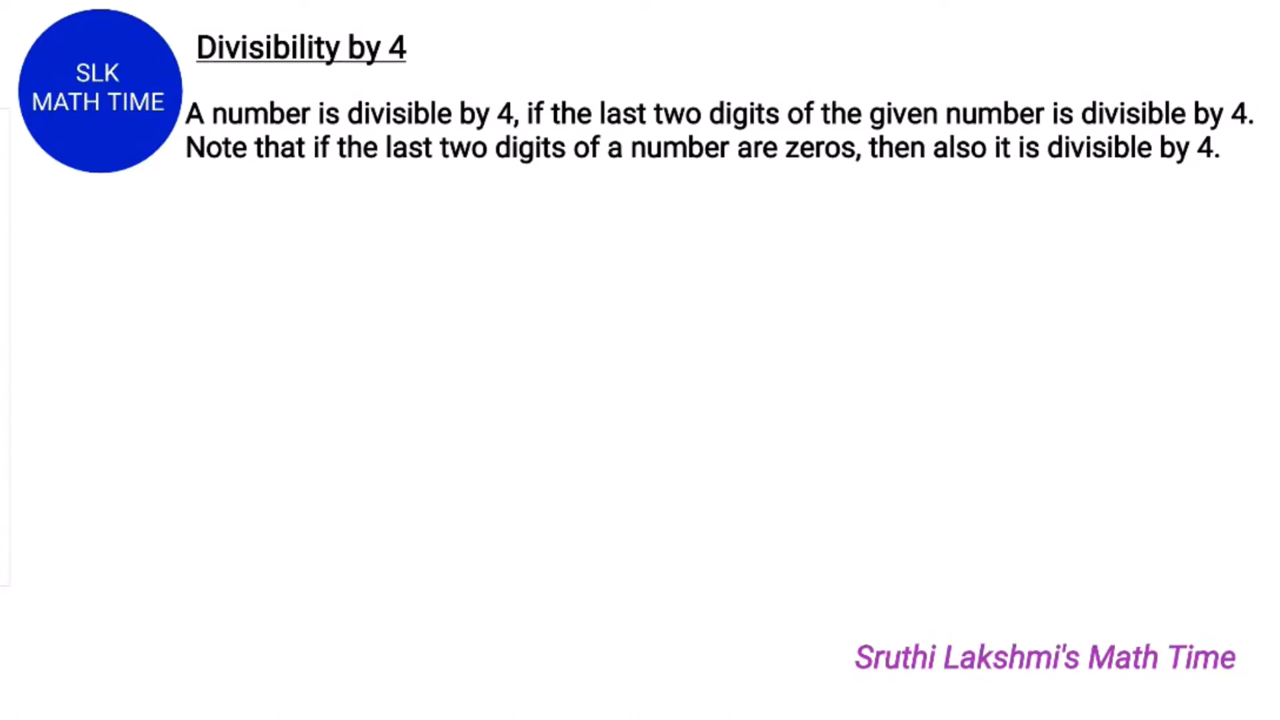 SLK
MATH TIME
Divisibility by 4
A number is divisible by 4, if the last two digits of the given number is divisible by 4.
Note that if the last two digits of a number are zeros, then also it is divisible by 4.
Sruthi Lakshmi's Math Time